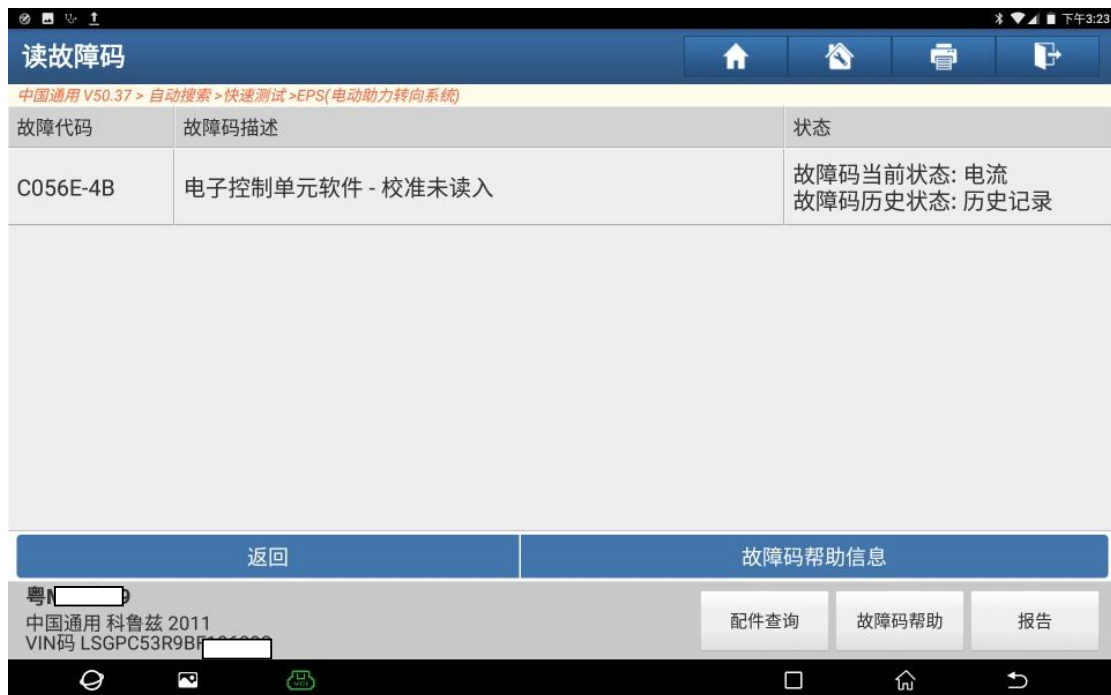 下午3:23
读故障码
中国通用 V50.37 > 自动搜索 >快速测试 >EPS(电动助力转向系统)
故障代码 故障码描述 状态
C056E-4B 电子控制单元软件 - 校准未读入 故障码当前状态: 电流
故障码历史状态: 历史记录
返回 故障码帮助信息
粤
中国通用 科鲁兹 2011
VIN码 LSGPC53R9B
配件查询 故障码帮助 报告
VCI